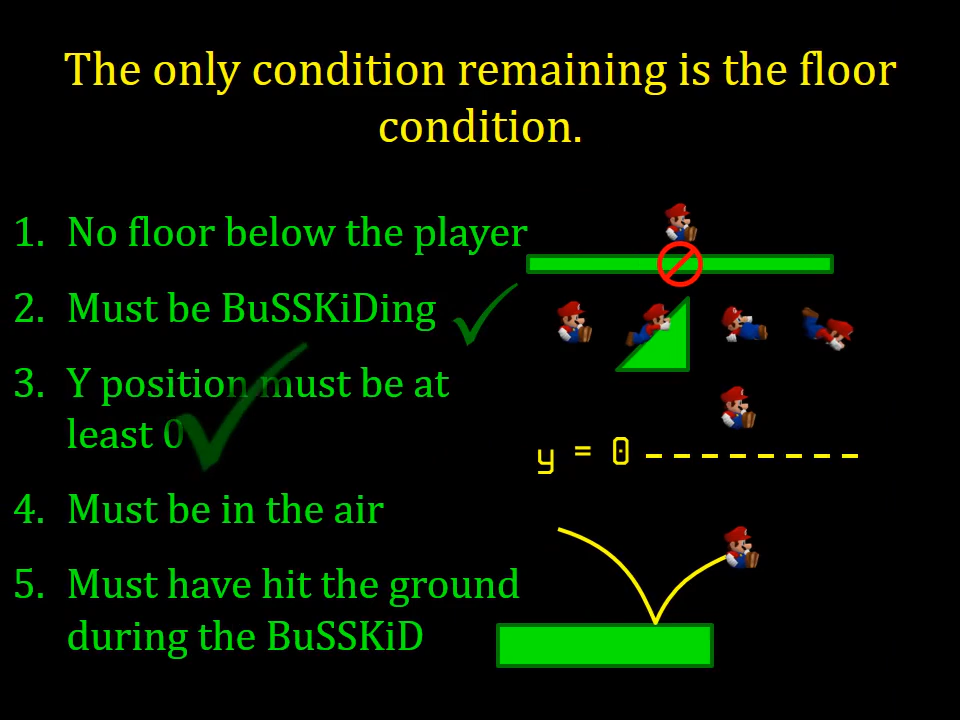 The only condition remaining is the floor
condition.
1. No floor below the player
2. Must be BuSSKiDing
3. Y position must be at
least 0
y = 0
4. Must be in the air
5. Must have hit the ground
during the BuSSKiD